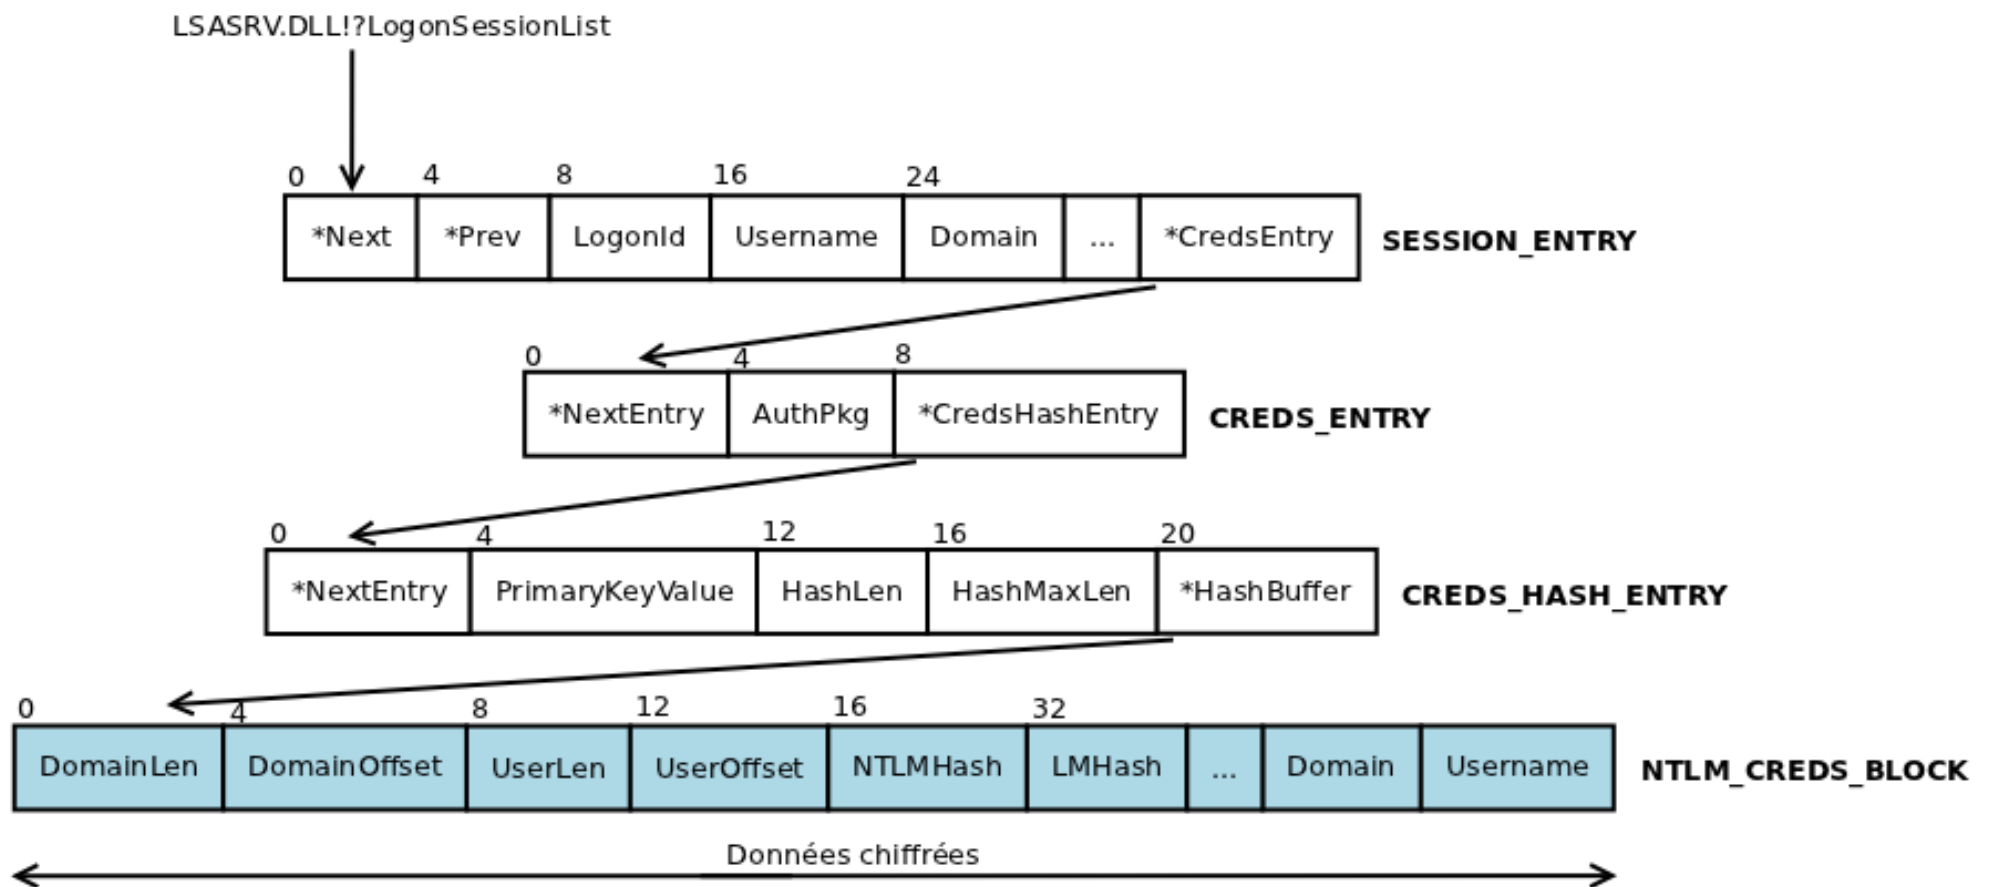 LSASRV.DLL!?LogonSessionList
0 4 8 16 24
*Next *Prev LogonId Username Domain ... *CredsEntry SESSION_ENTRY
0 4 8
*NextEntry AuthPkg *CredsHashEntry CREDS_ENTRY
0 4 12 16 20
*NextEntry PrimaryKeyValue HashLen HashMaxLen *HashBuffer CREDS_HASH_ENTRY
0 4 8 12 16 32
DomainLen DomainOffset UserLen UserOffset NTLMHash LMHash ... Domain Username NTLM_CREDS_BLOCK
Données chiffrées